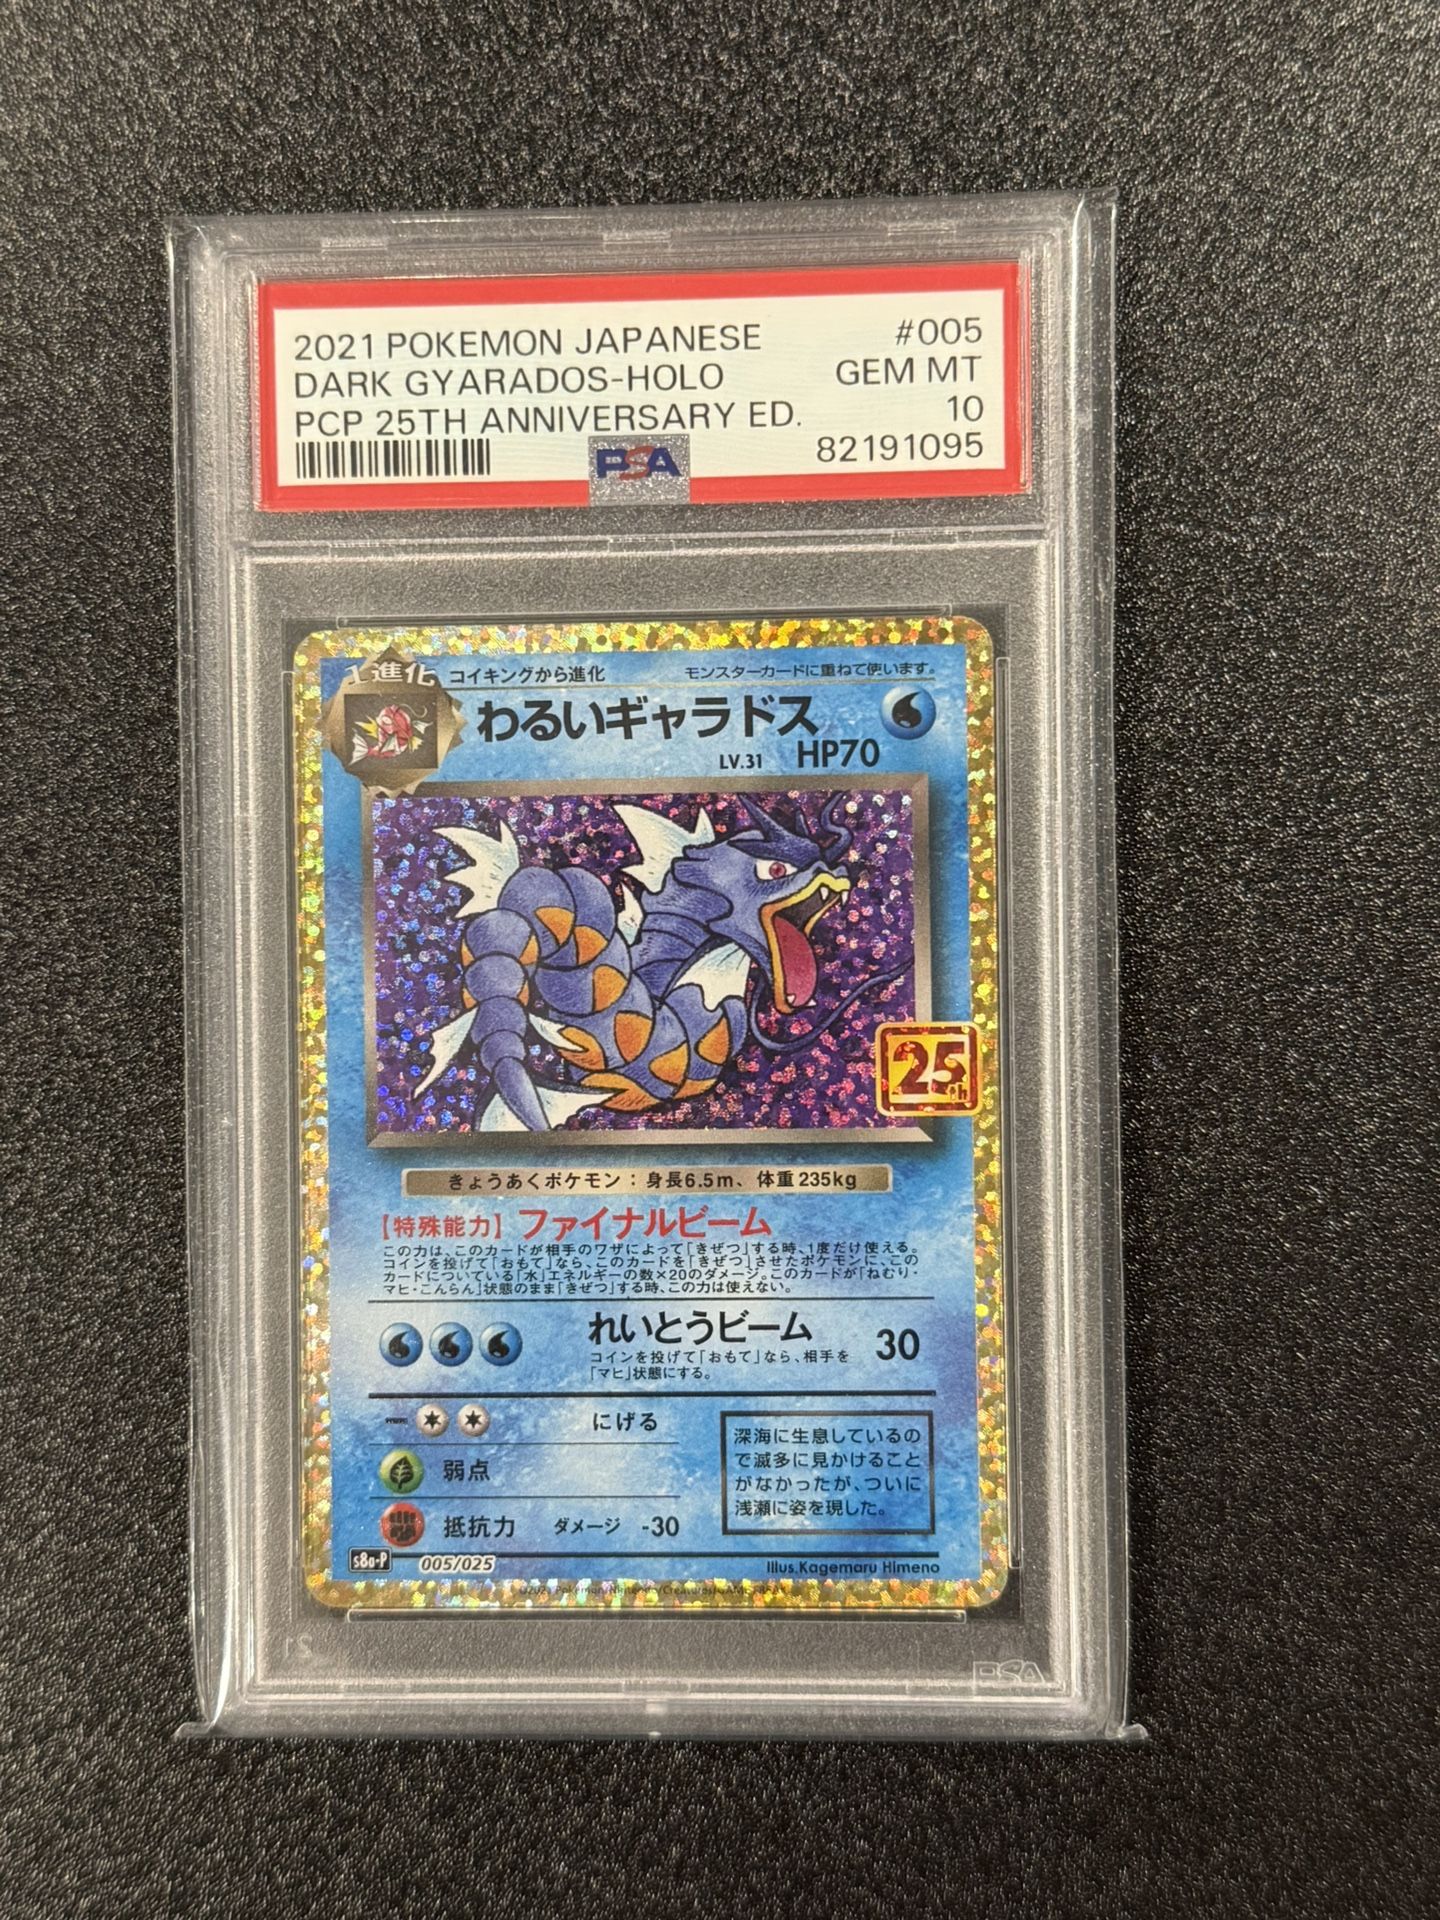 2021 POKEMON JAPANESE #005
DARK GYARADOS-HOLO GEM MT
PCP 25TH ANNIVERSARY ED. 10
PSA 82191095
1進化 コイキングから進化 モンスターカードに重ねて使います。
わるいギャラドス
LV.31 HP70
25th
きょうあくポケモン：身長6.5m、体重235kg
【特殊能力】ファイナルビーム
この力は、このカードが相手のワザによって「きぜつ」する時、1度だけ使える。
コインを投げて「おもて」なら、このカードを「きぜつ」させたポケモンに、この
カードについている「水」エネルギーの数×20のダメージ。このカードが「ねむり・
マヒ・こんらん」状態のまま「きぜつ」する時、この力は使えない。
れいとうビーム 30
コインを投げて「おもて」なら、相手を
「マヒ」状態にする。
にげる
弱点
抵抗力 ダメージ -30
深海に生息しているの
で滅多に見かけること
がなかったが、ついに
浅瀬に姿を現した。
s8a-P 005/025 Illus.Kagemaru Himeno
©2021 Pokémon/Nintendo/Creatures/GAME FREAK
PSA